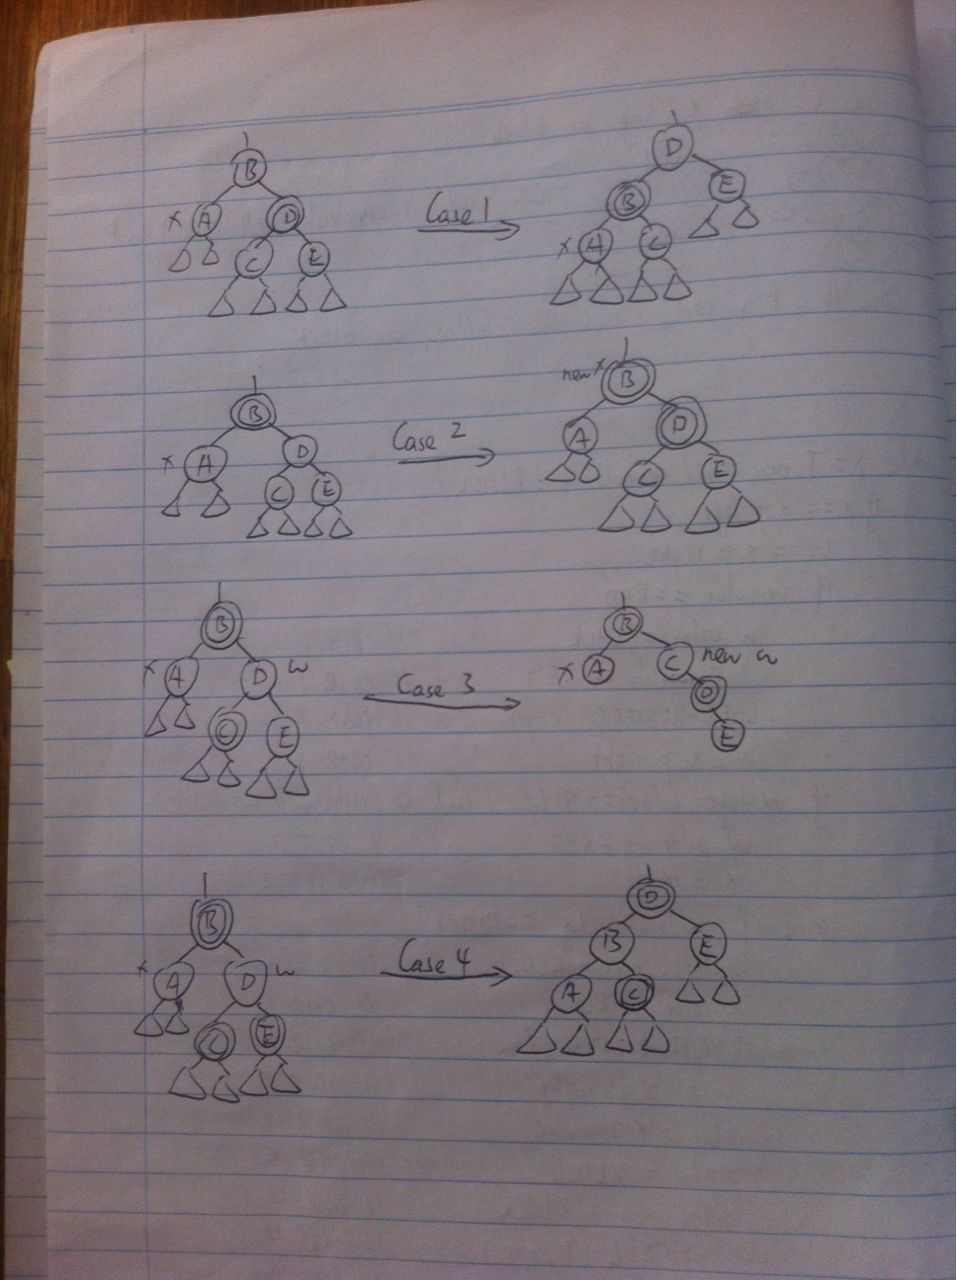 B D
x A D Case 1 B E
C E x A C
B new x B
Case 2
x A D A D
C E C E
B B
x A D w Case 3 x A C new w
C E D
E
B D
x A D w Case 4 B E
C E A C